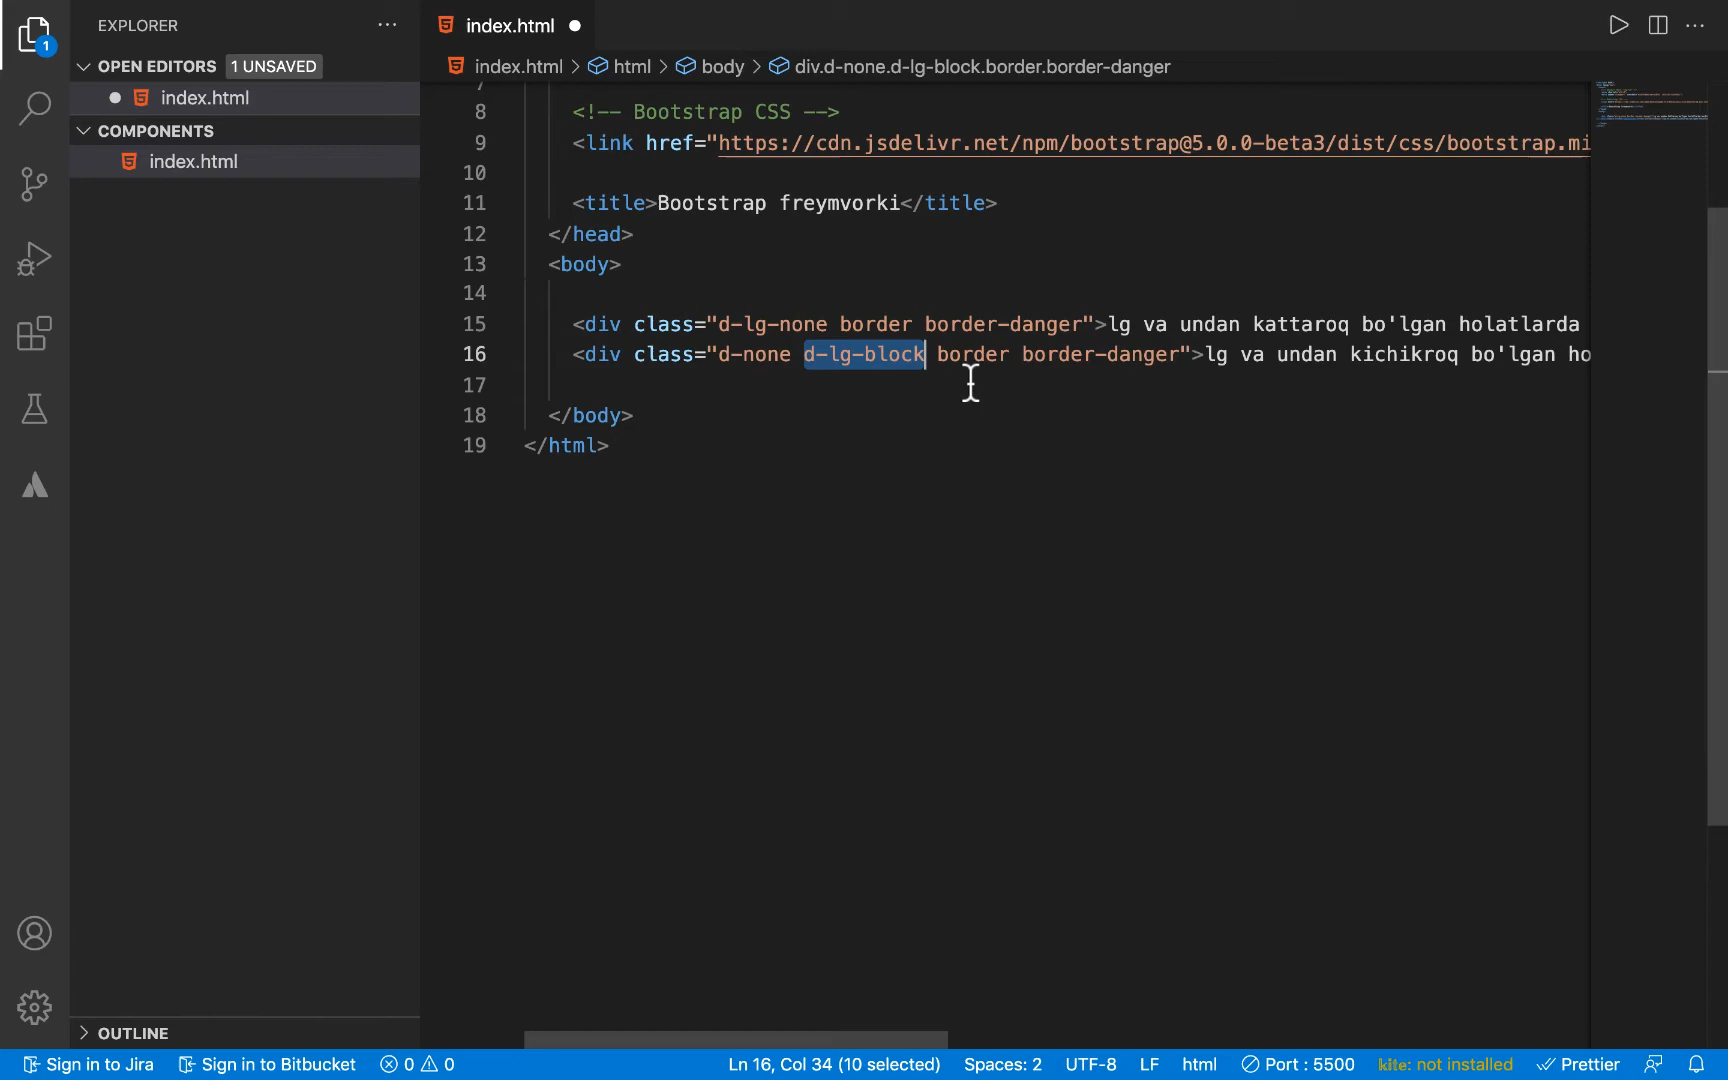 EXPLORER
OPEN EDITORS 1 UNSAVED
index.html
COMPONENTS
index.html
OUTLINE
index.html
index.html > html > body > div.d-none.d-lg-block.border.border-danger
8 <!-- Bootstrap CSS -->
9 <link href="https://cdn.jsdelivr.net/npm/bootstrap@5.0.0-beta3/dist/css/bootstrap.mi
10
11 <title>Bootstrap freymvorki</title>
12 </head>
13 <body>
14
15 <div class="d-lg-none border border-danger">lg va undan kattaroq bo'lgan holatlarda
16 <div class="d-none d-lg-block border border-danger">lg va undan kichikroq bo'lgan ho
17
18 </body>
19 </html>
1
Sign in to Jira Sign in to Bitbucket 0 0 Ln 16, Col 34 (10 selected) Spaces: 2 UTF-8 LF html Port : 5500 kite: not installed Prettier